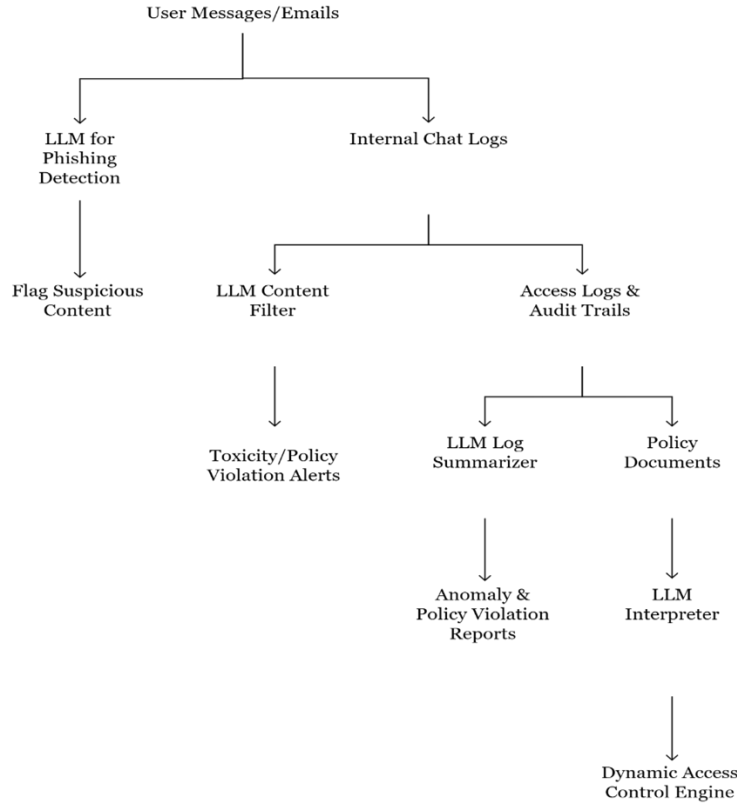 User Messages/Emails
LLM for
Phishing
Detection
Internal Chat Logs
Flag Suspicious
Content
LLM Content
Filter
Access Logs &
Audit Trails
Toxicity/Policy
Violation Alerts
LLM Log
Summarizer
Policy
Documents
Anomaly &
Policy Violation
Reports
LLM
Interpreter
Dynamic Access
Control Engine